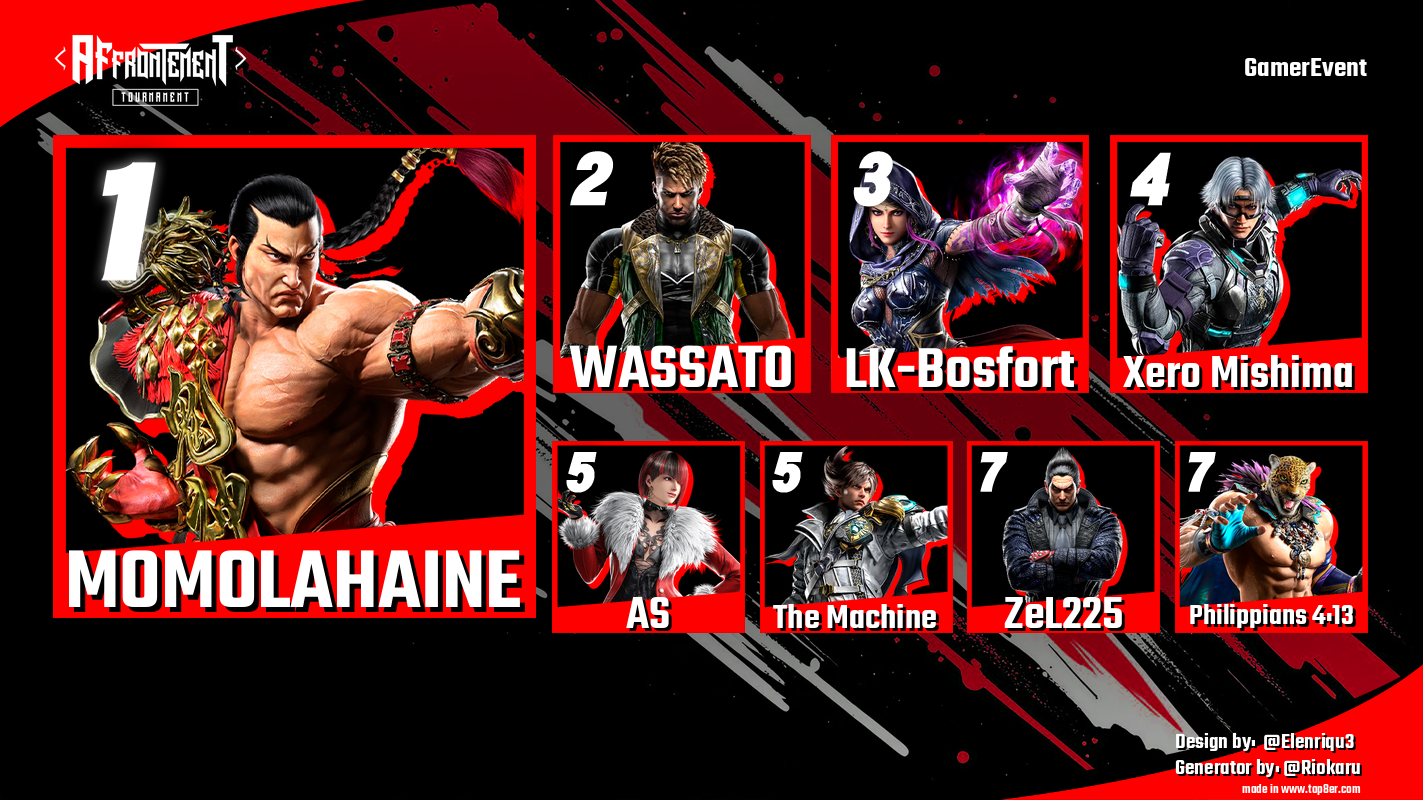 AFFRONTEMENT
TOURNAMENT
GamerEvent
1
MOMOLAHAINE
2
WASSATO
3
LK-Bosfort
4
Xero Mishima
5
AS
5
The Machine
7
ZeL225
7
Philippians 4:13
Design by: @Elenriqu3
Generator by: @Riokaru
made in www.top8er.com